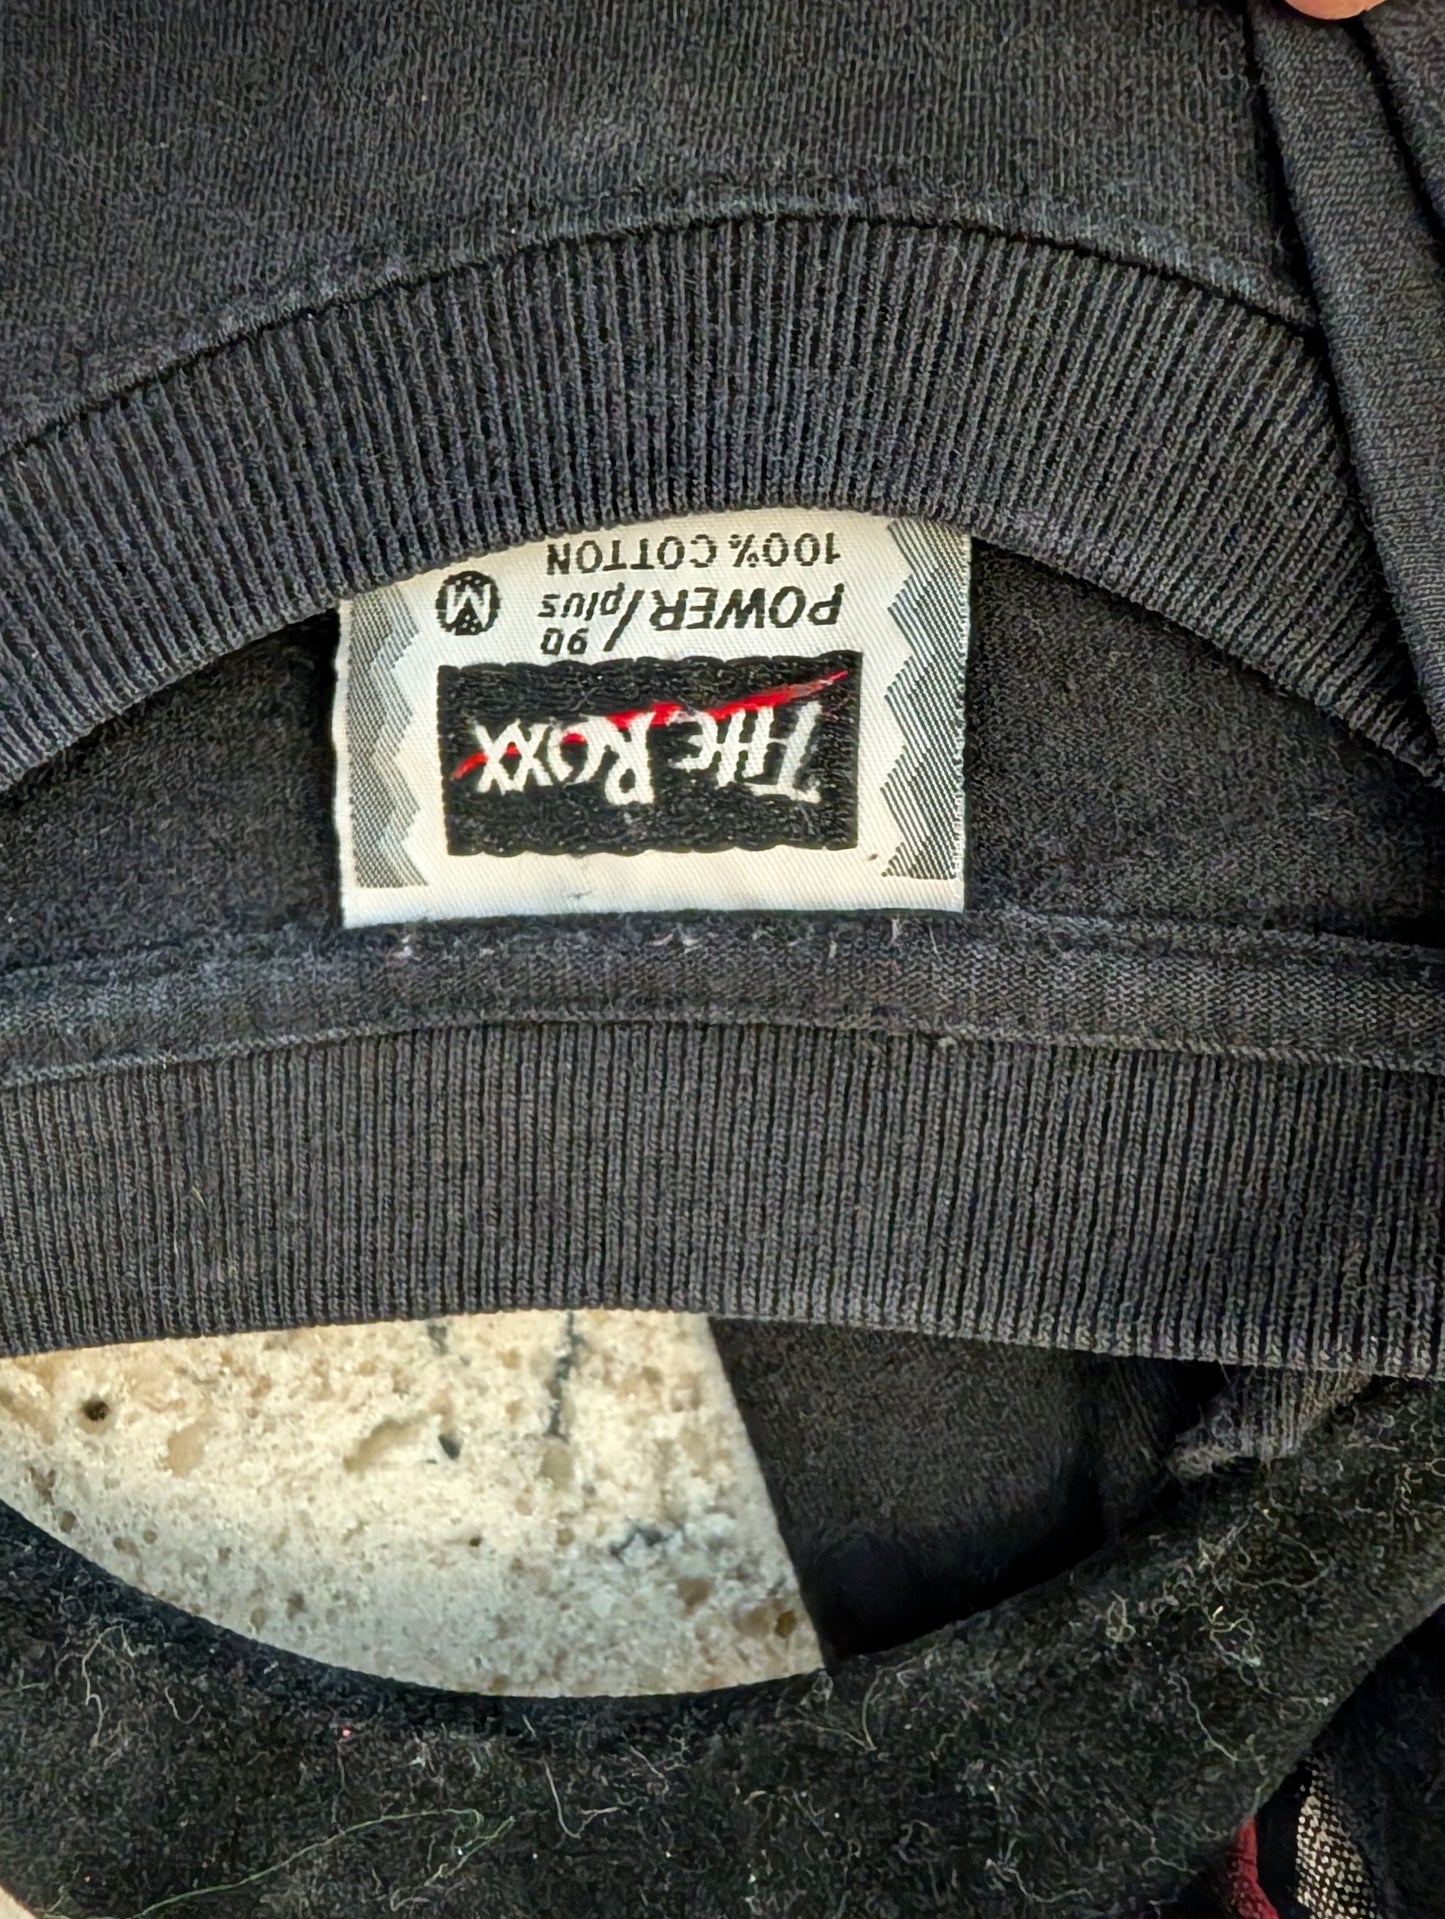 THE ROXX
90
POWER/plus
M
100% COTTON